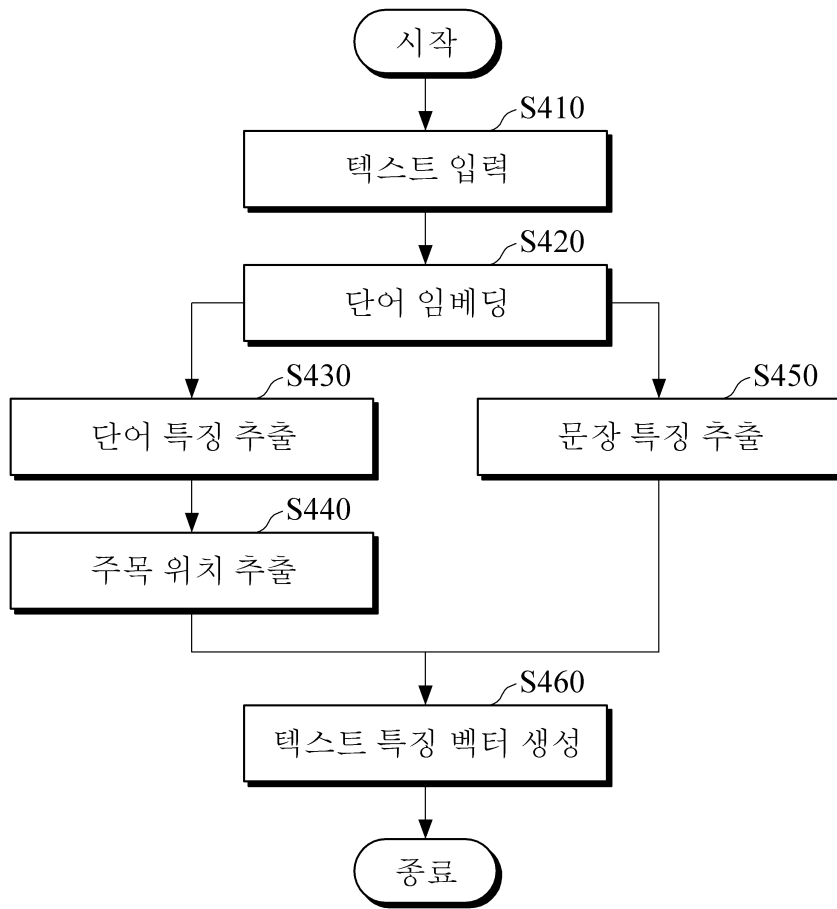 시작
S410
텍스트 입력
S420
단어 임베딩
S430
단어 특징 추출
S450
문장 특징 추출
S440
주목 위치 추출
S460
텍스트 특징 벡터 생성
종료